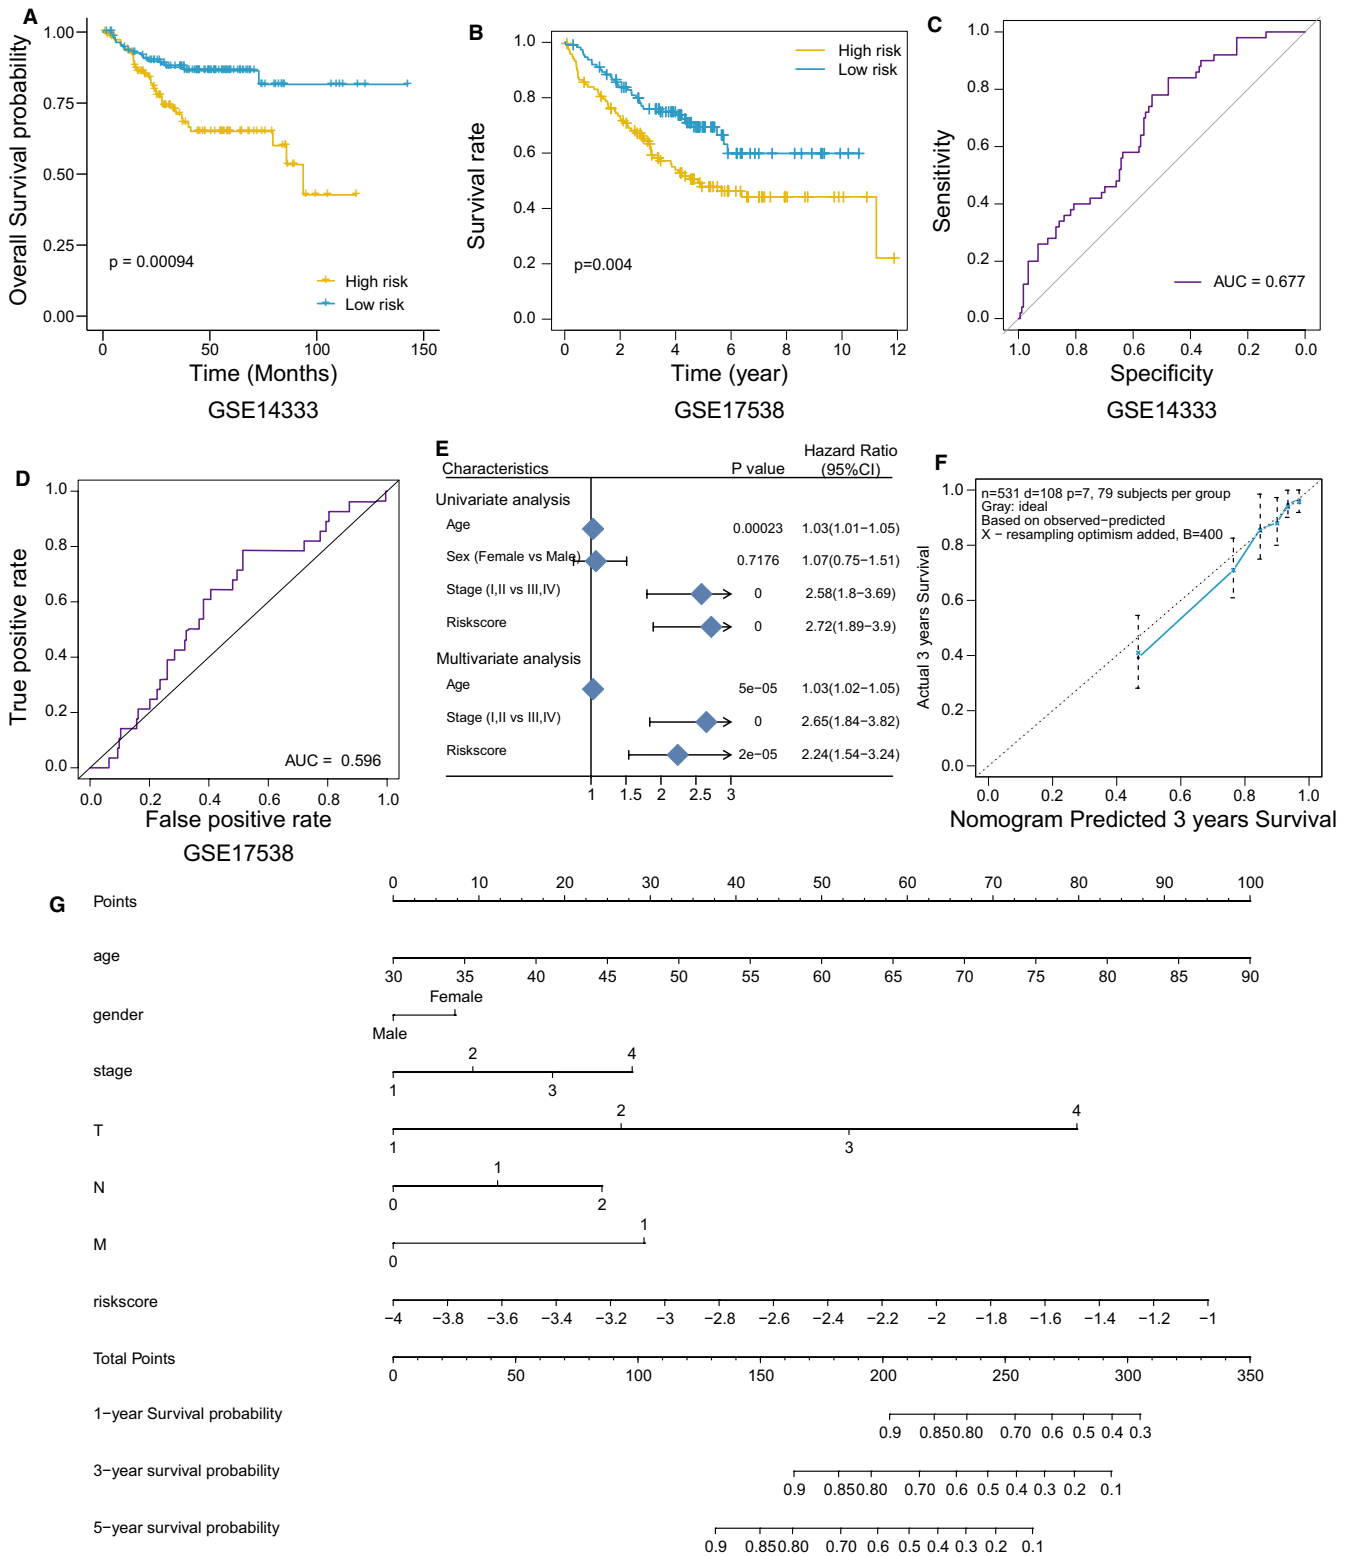 A
Overall Survival probability
1.00
0.75
0.50
0.25
0.00
p = 0.00094
High risk
Low risk
0 50 100 150
Time (Months)
GSE14333
B
Survival rate
1.0
0.8
0.6
0.4
0.2
0.0
High risk
Low risk
p=0.004
0 2 4 6 8 10 12
Time (year)
GSE17538
C
Sensitivity
1.0
0.8
0.6
0.4
0.2
0.0
AUC = 0.677
1.0 0.8 0.6 0.4 0.2 0.0
Specificity
GSE14333
D
True positive rate
1.0
0.8
0.6
0.4
0.2
0.0
AUC = 0.596
0.0 0.2 0.4 0.6 0.8 1.0
False positive rate
GSE17538
E
Characteristics P value Hazard Ratio (95%CI)
Univariate analysis
Age 0.00023 1.03(1.01−1.05)
Sex (Female vs Male) 0.7176 1.07(0.75−1.51)
Stage (I,II vs III,IV) 0 2.58(1.8−3.69)
Riskscore 0 2.72(1.89−3.9)
Multivariate analysis
Age 5e−05 1.03(1.02−1.05)
Stage (I,II vs III,IV) 0 2.65(1.84−3.82)
Riskscore 2e−05 2.24(1.54−3.24)
1 1.5 2 2.5 3
F
Actual 3 years Survival
1.0
0.8
0.6
0.4
0.2
0.0
n=531 d=108 p=7, 79 subjects per group
Gray: ideal
Based on observed−predicted
X − resampling optimism added, B=400
0.0 0.2 0.4 0.6 0.8 1.0
Nomogram Predicted 3 years Survival
G
0 10 20 30 40 50 60 70 80 90 100
Points
age
30 35 40 45 50 55 60 65 70 75 80 85 90
Female
gender
Male
2 4
stage
1 3
2 4
T
1 3
1
N
0 2
1
M
0
riskscore
−4 −3.8 −3.6 −3.4 −3.2 −3 −2.8 −2.6 −2.4 −2.2 −2 −1.8 −1.6 −1.4 −1.2 −1
Total Points
0 50 100 150 200 250 300 350
1−year Survival probability
0.9 0.85 0.80 0.70 0.6 0.5 0.4 0.3
3−year survival probability
0.9 0.85 0.80 0.70 0.6 0.5 0.4 0.3 0.2 0.1
5−year survival probability
0.9 0.85 0.80 0.70 0.6 0.5 0.4 0.3 0.2 0.1